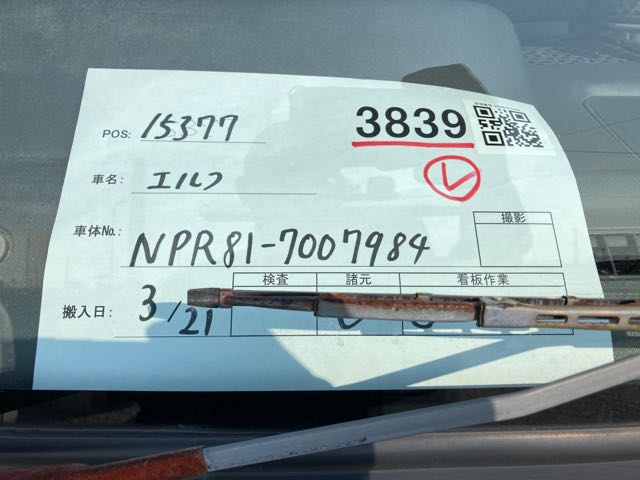 POS: 15377
3839
車名: エルフ
車体No.: NPR81-7007984
撮影
検査 諸元 看板作業
搬入日: 3/21